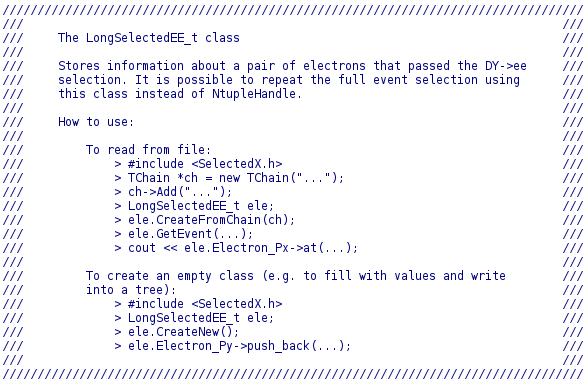 ///////////////////////////////////////////////////////////////////////////////////
///                                                                             ///
///     The LongSelectedEE_t class                                              ///
///                                                                             ///
///     Stores information about a pair of electrons that passed the DY->ee     ///
///     selection. It is possible to repeat the full event selection using      ///
///     this class instead of NtupleHandle.                                     ///
///                                                                             ///
///     How to use:                                                             ///
///                                                                             ///
///         To read from file:                                                  ///
///             > #include <SelectedX.h>                                        ///
///             > TChain *ch = new TChain("...");                               ///
///             > ch->Add("...");                                               ///
///             > LongSelectedEE_t ele;                                         ///
///             > ele.CreateFromChain(ch);                                      ///
///             > ele.GetEvent(...);                                            ///
///             > cout << ele.Electron_Px->at(...);                             ///
///                                                                             ///
///         To create an empty class (e.g. to fill with values and write        ///
///         into a tree):                                                       ///
///             > #include <SelectedX.h>                                        ///
///             > LongSelectedEE_t ele;                                         ///
///             > ele.CreateNew();                                              ///
///             > ele.Electron_Py->push_back(...);                              ///
///                                                                             ///
///////////////////////////////////////////////////////////////////////////////////